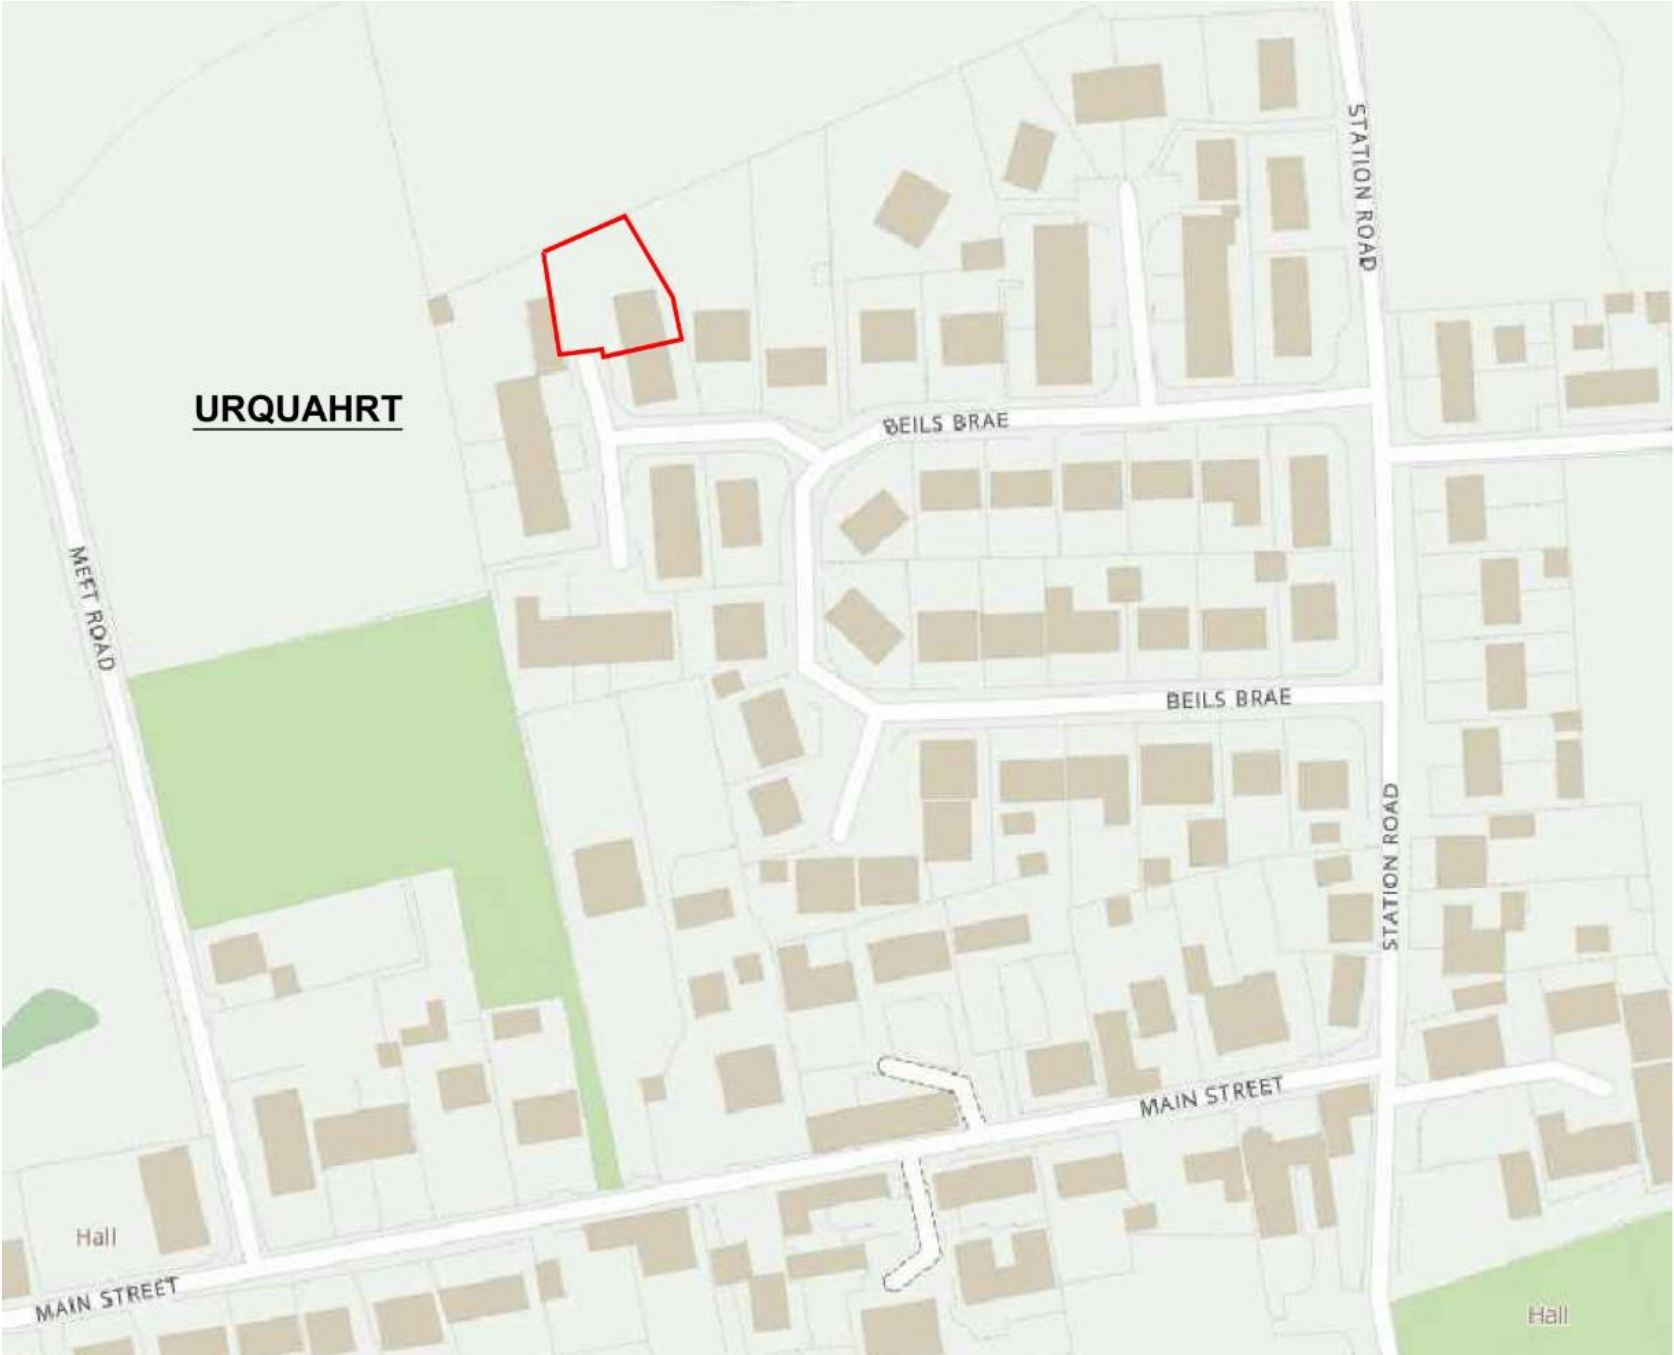 STATION ROAD
URQUAHRT
BEILS BRAE
MEFT ROAD
BEILS BRAE
STATION ROAD
MAIN STREET
Hall
MAIN STREET
Hall